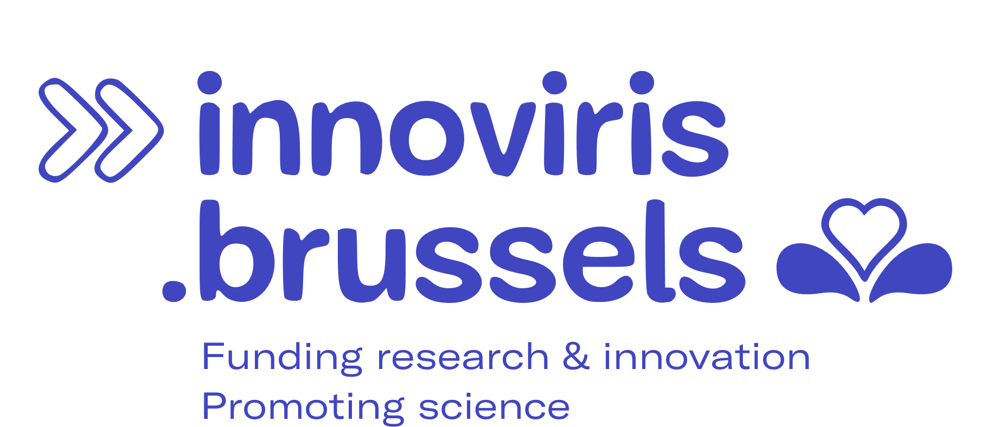 innoviris
.brussels
Funding research & innovation
Promoting science